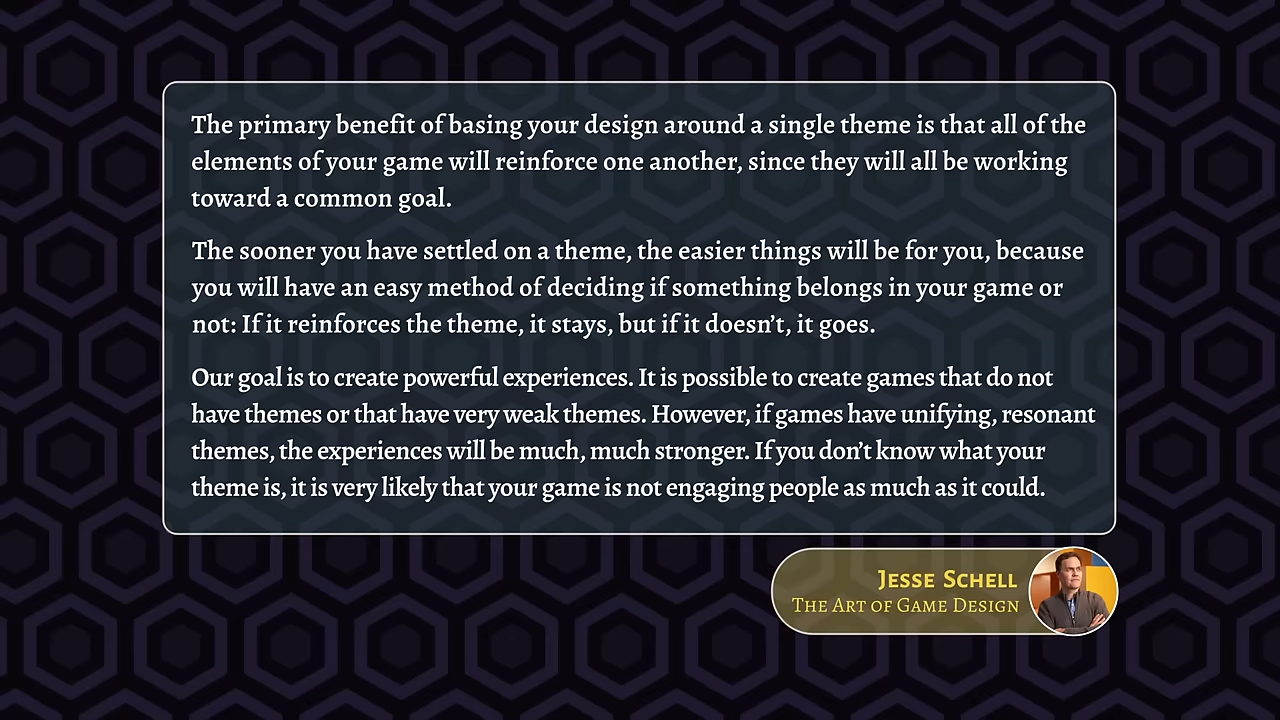 The primary benefit of basing your design around a single theme is that all of the
elements of your game will reinforce one another, since they will all be working
toward a common goal.
The sooner you have settled on a theme, the easier things will be for you, because
you will have an easy method of deciding if something belongs in your game or
not: If it reinforces the theme, it stays, but if it doesn’t, it goes.
Our goal is to create powerful experiences. It is possible to create games that do not
have themes or that have very weak themes. However, if games have unifying, resonant
themes, the experiences will be much, much stronger. If you don’t know what your
theme is, it is very likely that your game is not engaging people as much as it could.
Jesse Schell
The Art of Game Design